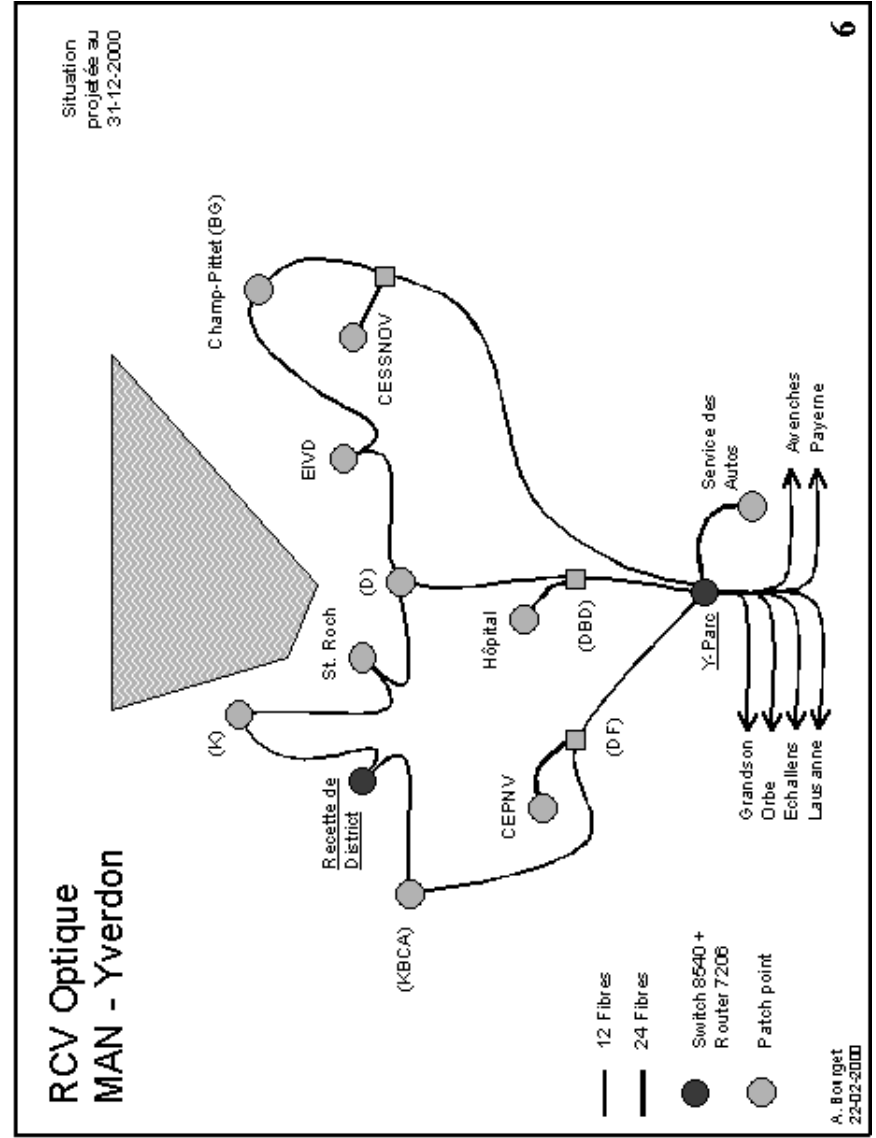 RCV Optique
MAN - Yverdon
Situation
projetée au
31-12-2000
Champ-Pittet (BG)
CESSNOV
EIVD
(D)
St. Roch
(K)
Recette de
District
(KBCA)
CEPNV
(DF)
Hôpital
(DBD)
Y-Parc
Service des
Autos
Avenches
Payerne
Grandson
Orbe
Echallens
Lausanne
12 Fibres
24 Fibres
Switch 8540 +
Router 7206
Patch point
A. Bourget
22-02-2000
6